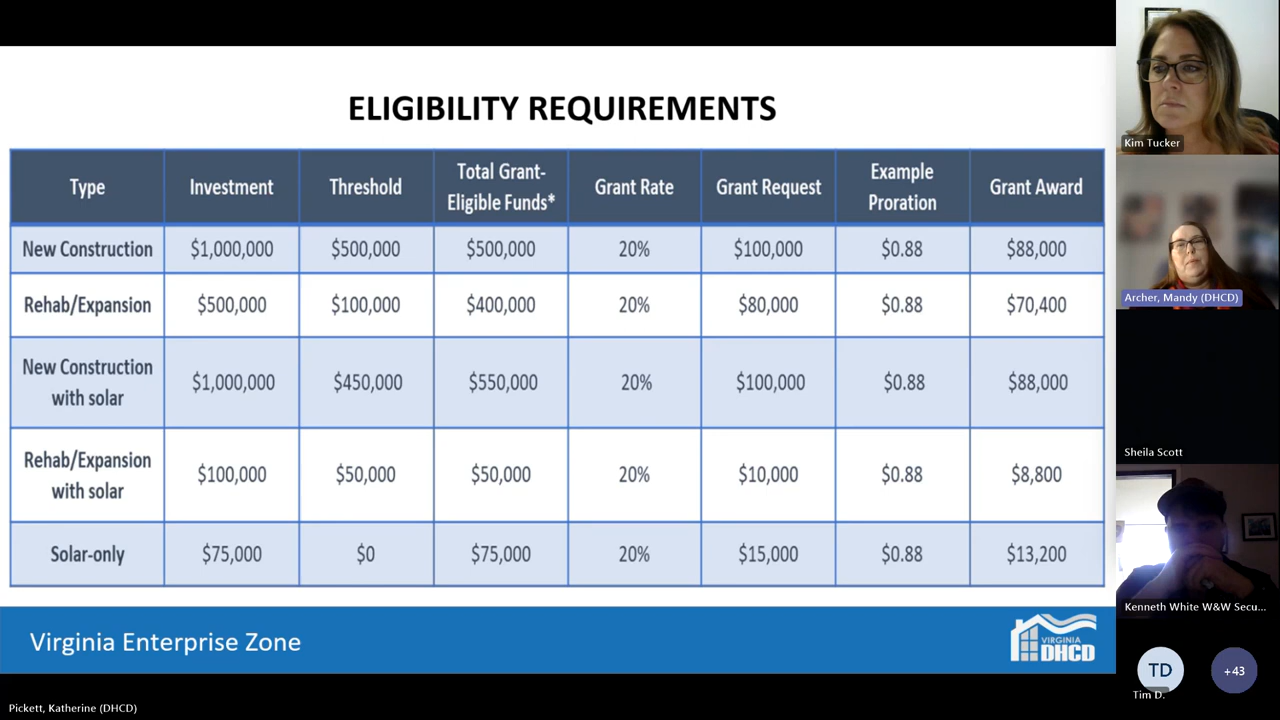 ELIGIBILITY REQUIREMENTS
Type Investment Threshold Total Grant-Eligible Funds* Grant Rate Grant Request Example Proration Grant Award
New Construction $1,000,000 $500,000 $500,000 20% $100,000 $0.88 $88,000
Rehab/Expansion $500,000 $100,000 $400,000 20% $80,000 $0.88 $70,400
New Construction with solar $1,000,000 $450,000 $550,000 20% $100,000 $0.88 $88,000
Rehab/Expansion with solar $100,000 $50,000 $50,000 20% $10,000 $0.88 $8,800
Solar-only $75,000 $0 $75,000 20% $15,000 $0.88 $13,200
Virginia Enterprise Zone
VIRGINIA
DHCD
Pickett, Katherine (DHCD)
Kim Tucker
Archer, Mandy (DHCD)
Sheila Scott
Kenneth White W&W Secu...
TD
Tim D.
+43